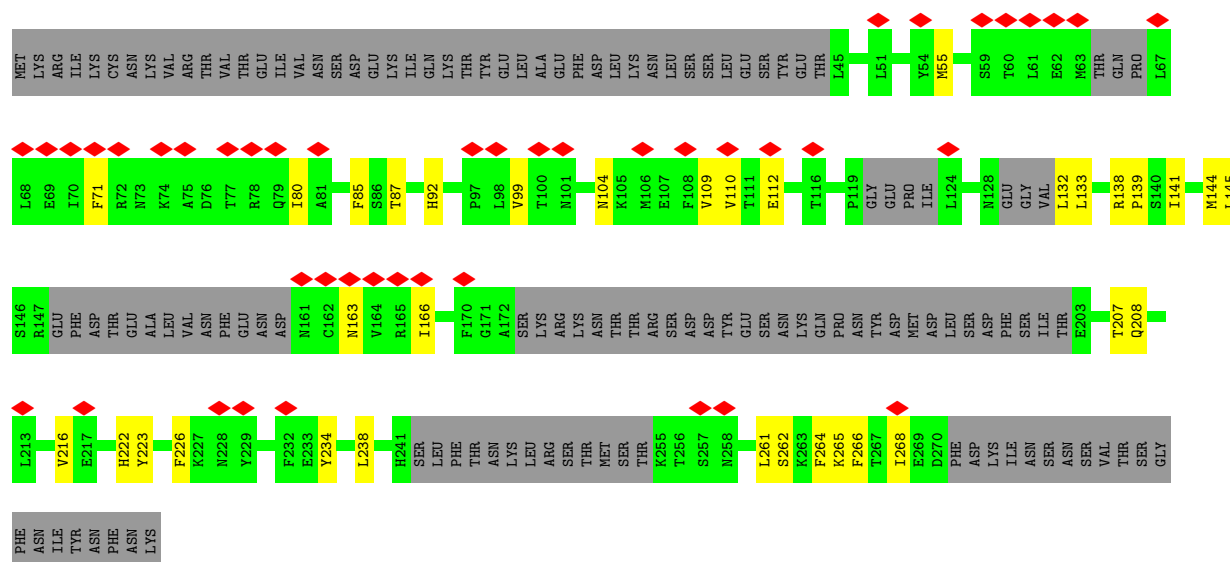 MET LYS ARG ILE LYS CYS ASN LYS VAL ARG THR VAL THR GLU ILE VAL ASN SER ASP GLU LYS ILE GLN LYS THR TYR GLU LEU ALA GLU PHE ASP LEU LYS ASN LEU SER SER LEU GLU SER TYR GLU THR L45 L51 Y54 M55 S59 T60 L61 E62 M63 THR GLN PRO L67
L68 E69 I70 F71 R72 N73 K74 A75 D76 T77 R78 Q79 I80 A81 F85 S86 T87 H92 P97 L98 V99 T100 N101 N104 K105 M106 E107 F108 V109 V110 T111 E112 T116 P119 GLY GLU PRO ILE L124 N128 GLU GLY VAL L132 L133 R138 P139 S140 I141 M144 L145
S146 R147 GLU PHE ASP THR GLU ALA LEU VAL ASN PHE GLU ASN ASP N161 C162 N163 V164 R165 I166 F170 G171 A172 SER LYS ARG LYS ASN THR THR ARG SER ASP ASP TYR GLU SER ASN LYS GLN PRO ASN TYR ASP MET ASP LEU SER ASP PHE SER ILE THR E203 T207 Q208
L213 V216 E217 H222 Y223 F226 K227 N228 Y229 F232 E233 Y234 L238 H241 SER LEU PHE THR ASN LYS LEU ARG SER THR MET SER THR K255 T256 S257 N258 L261 S262 K263 F264 K265 F266 T267 I268 E269 D270 PHE ASP LYS ILE ASN SER ASN SER VAL THR SER GLY
PHE ASN ILE TYR ASN PHE ASN LYS